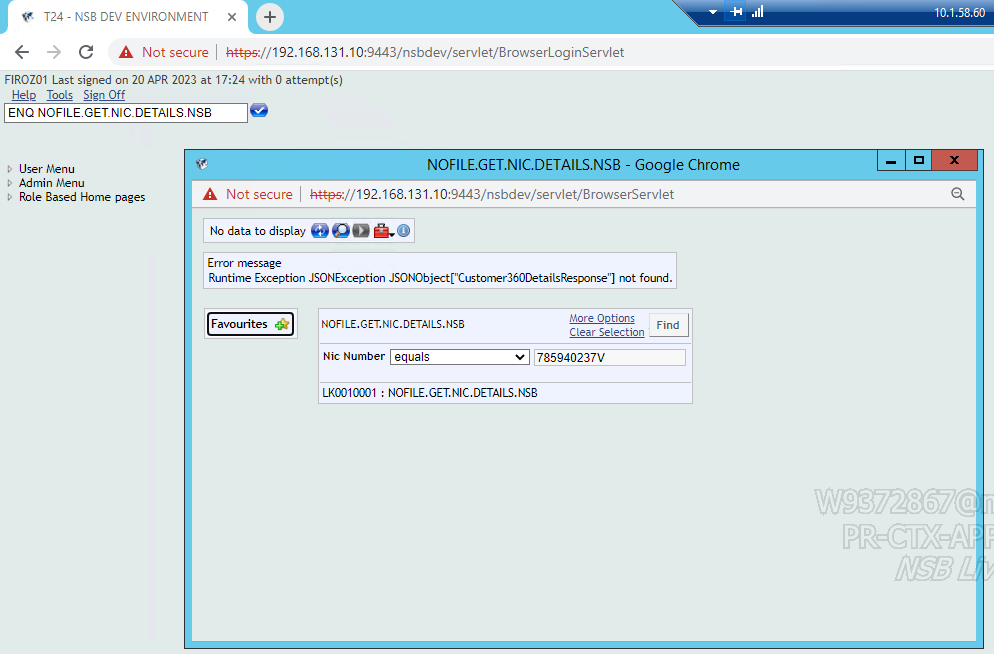 T24 - NSB DEV ENVIRONMENT
10.1.58.60
Not secure https://192.168.131.10:9443/nsbdev/servlet/BrowserLoginServlet
FIROZ01 Last signed on 20 APR 2023 at 17:24 with 0 attempt(s)
Help Tools Sign Off
ENQ NOFILE.GET.NIC.DETAILS.NSB
User Menu
Admin Menu
Role Based Home pages
NOFILE.GET.NIC.DETAILS.NSB - Google Chrome
Not secure https://192.168.131.10:9443/nsbdev/servlet/BrowserServlet
No data to display
Error message
Runtime Exception JSONException JSONObject["Customer360DetailsResponse"] not found.
Favourites
NOFILE.GET.NIC.DETAILS.NSB
More Options
Clear Selection
Find
Nic Number equals 785940237V
LK0010001 : NOFILE.GET.NIC.DETAILS.NSB
W9372867@
PR-CTX-APP
NSB Liv